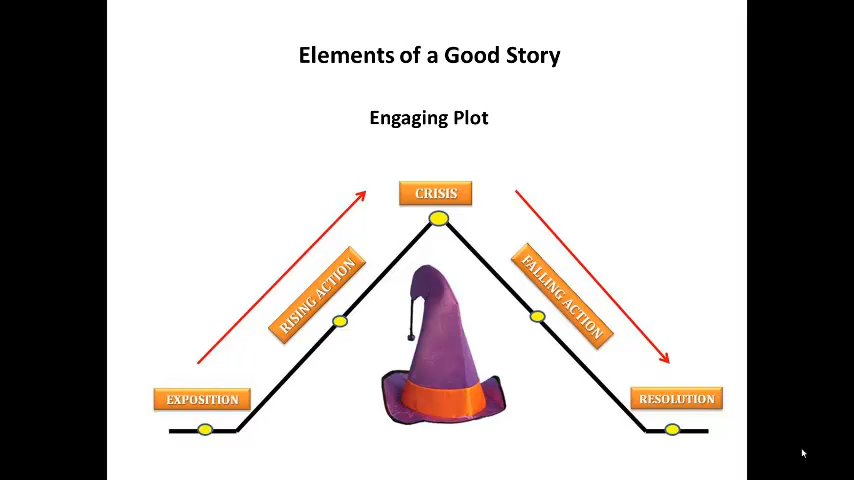 Elements of a Good Story
Engaging Plot
CRISIS
RISING ACTION
FALLING ACTION
EXPOSITION
RESOLUTION